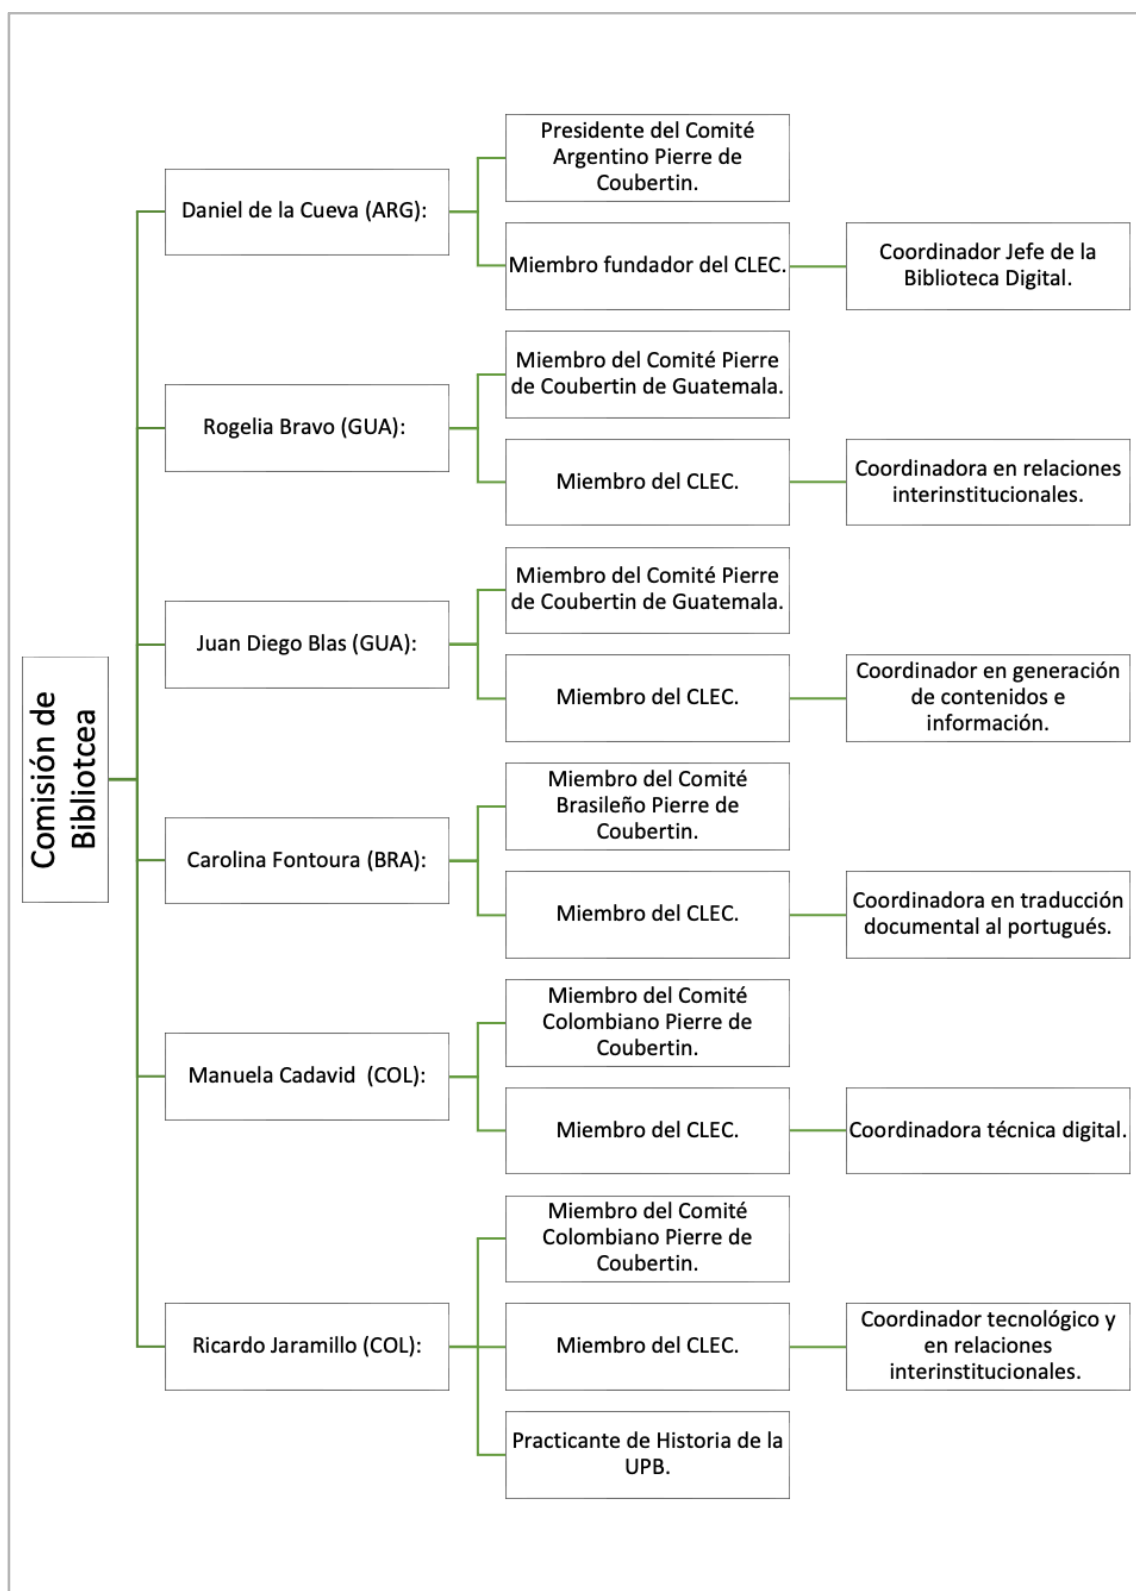 Comisión de
Bibliotcea
Daniel de la Cueva (ARG):
Presidente del Comité
Argentino Pierre de
Coubertin.
Miembro fundador del CLEC.
Coordinador Jefe de la
Biblioteca Digital.
Rogelia Bravo (GUA):
Miembro del Comité Pierre
de Coubertin de Guatemala.
Miembro del CLEC.
Coordinadora en relaciones
interinstitucionales.
Juan Diego Blas (GUA):
Miembro del Comité Pierre
de Coubertin de Guatemala.
Miembro del CLEC.
Coordinador en generación
de contenidos e
información.
Carolina Fontoura (BRA):
Miembro del Comité
Brasileño Pierre de
Coubertin.
Miembro del CLEC.
Coordinadora en traducción
documental al portugués.
Manuela Cadavid  (COL):
Miembro del Comité
Colombiano Pierre de
Coubertin.
Miembro del CLEC.
Coordinadora técnica digital.
Ricardo Jaramillo (COL):
Miembro del Comité
Colombiano Pierre de
Coubertin.
Miembro del CLEC.
Coordinador tecnológico y
en relaciones
interinstitucionales.
Practicante de Historia de la
UPB.